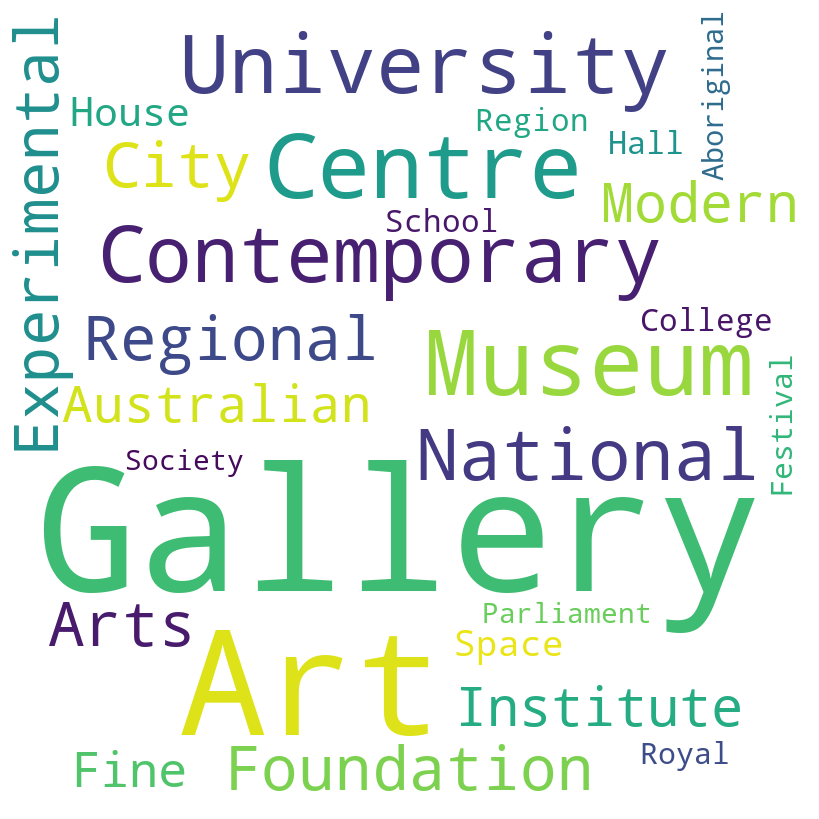 University
Experimental
Aboriginal
House
Region
Hall
City
Centre
Modern
School
Contemporary
College
Regional
Museum
Australian
Festival
National
Society
Gallery
Arts
Parliament
Space
Art
Institute
Fine
Foundation
Royal